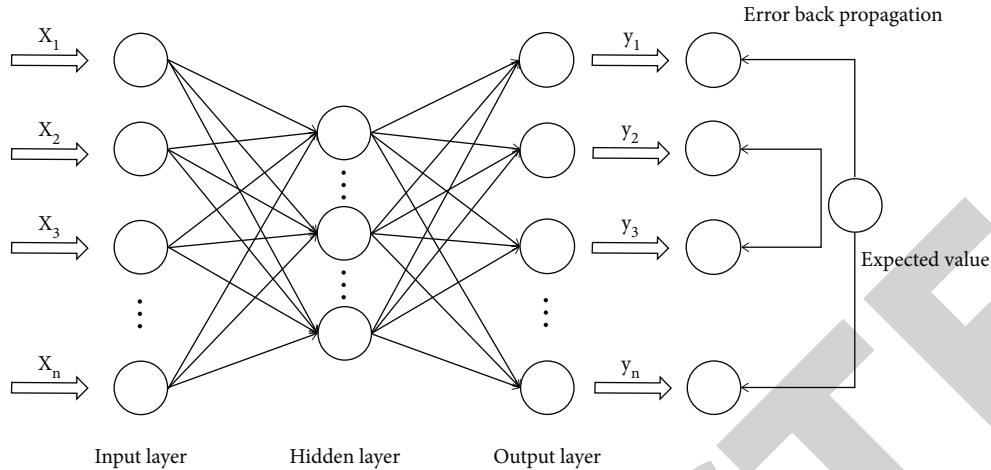 Error back propagation
X1
y1
X2
y2
X3
y3
Expected value
Xn
yn
Input layer
Hidden layer
Output layer